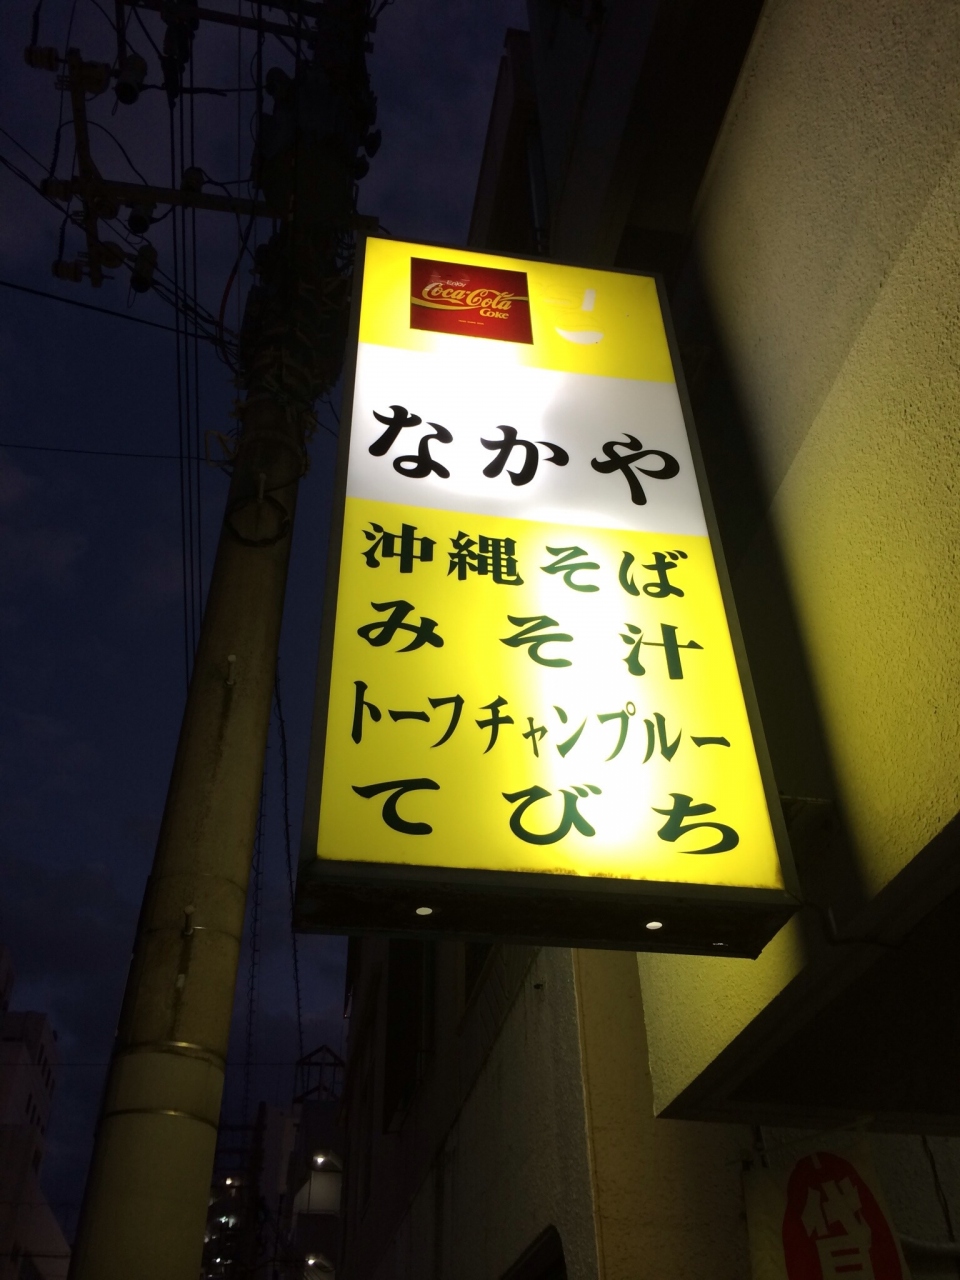 Enjoy
Coca-Cola
Coke
なかや
沖縄そば
みそ汁
トーフチャンプルー
てびち